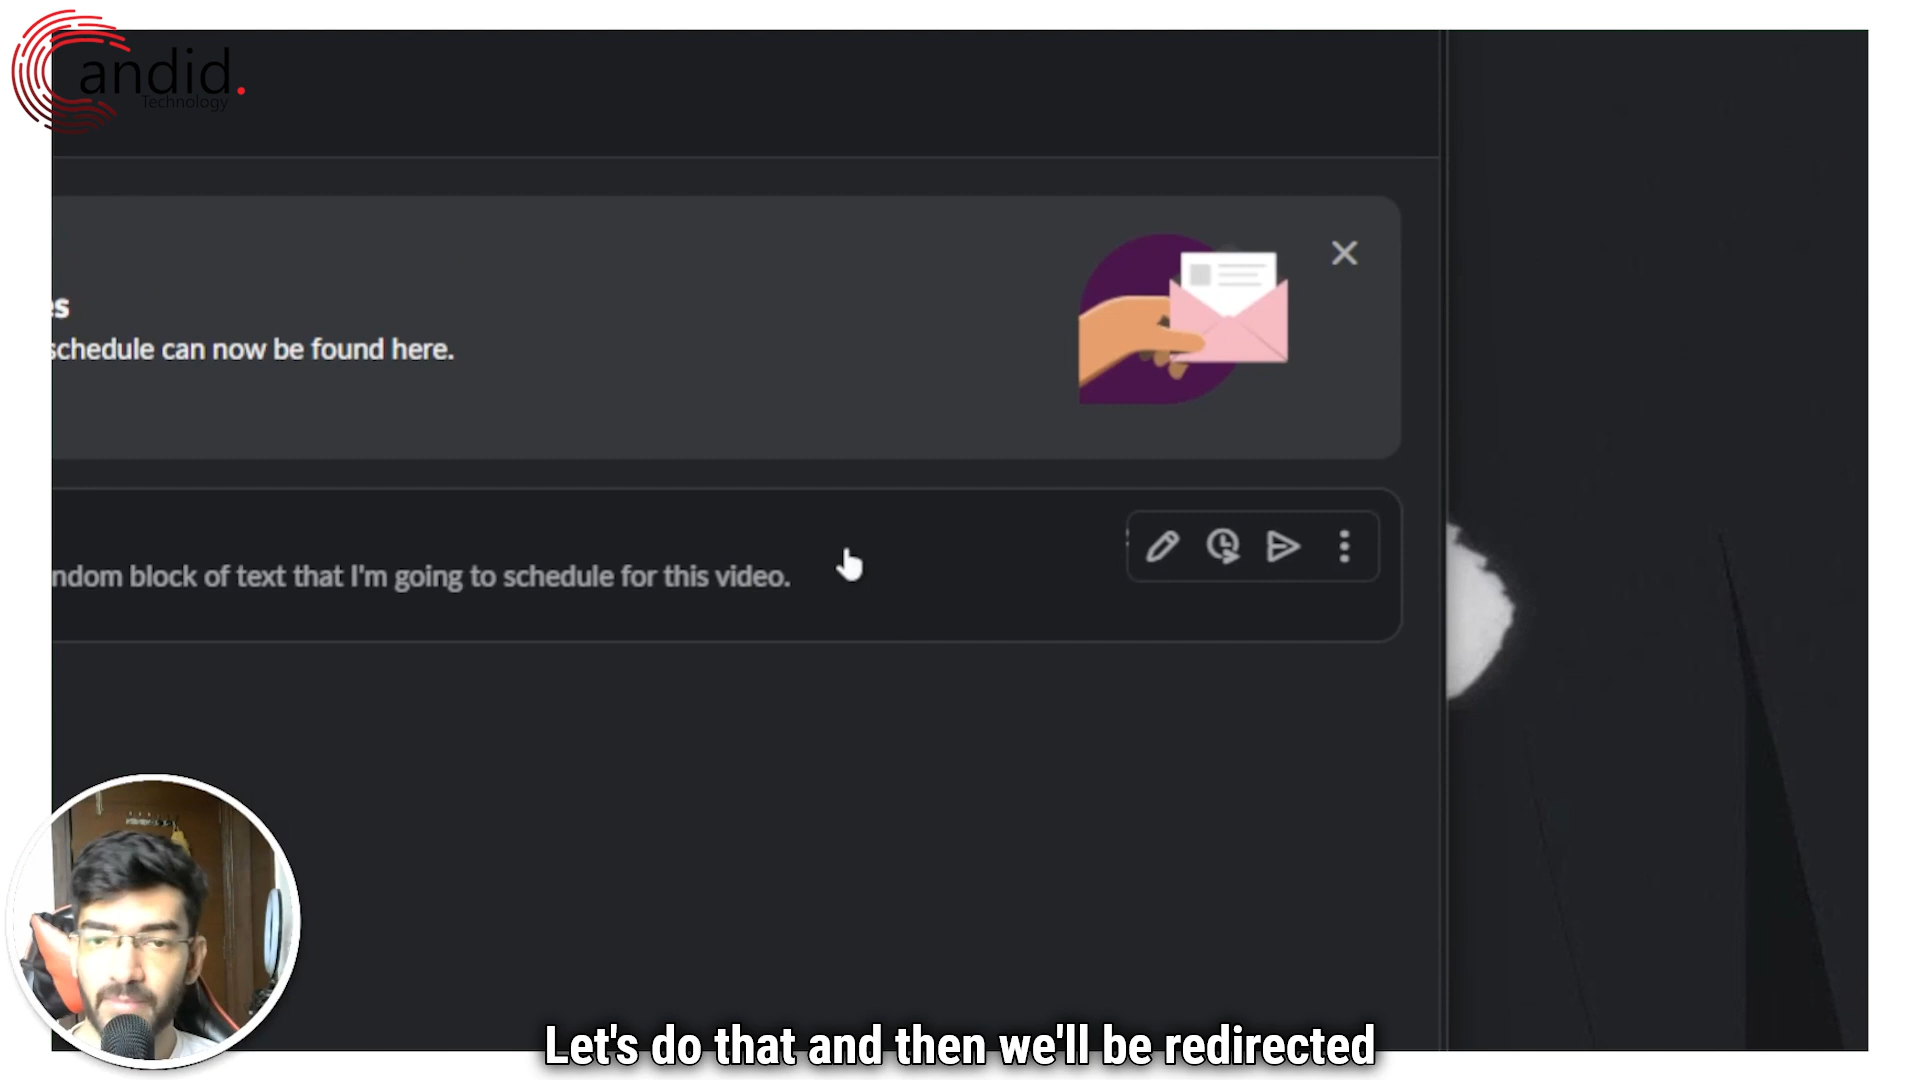 andid.
Technology
es
schedule can now be found here.
ndom block of text that I'm going to schedule for this video.
Let's do that and then we'll be redirected